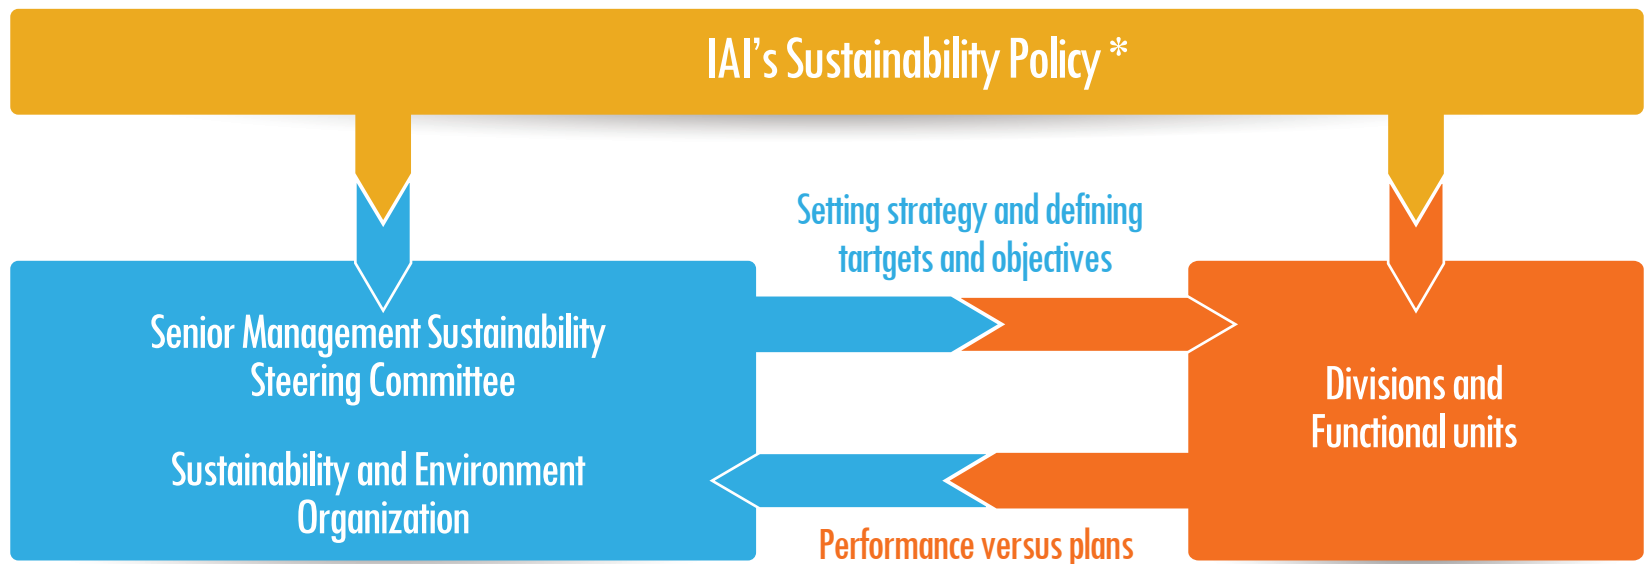 IAI's Sustainability Policy *
Setting strategy and defining
tartgets and objectives
Senior Management Sustainability
Steering Committee
Sustainability and Environment
Organization
Divisions and
Functional units
Performance versus plans